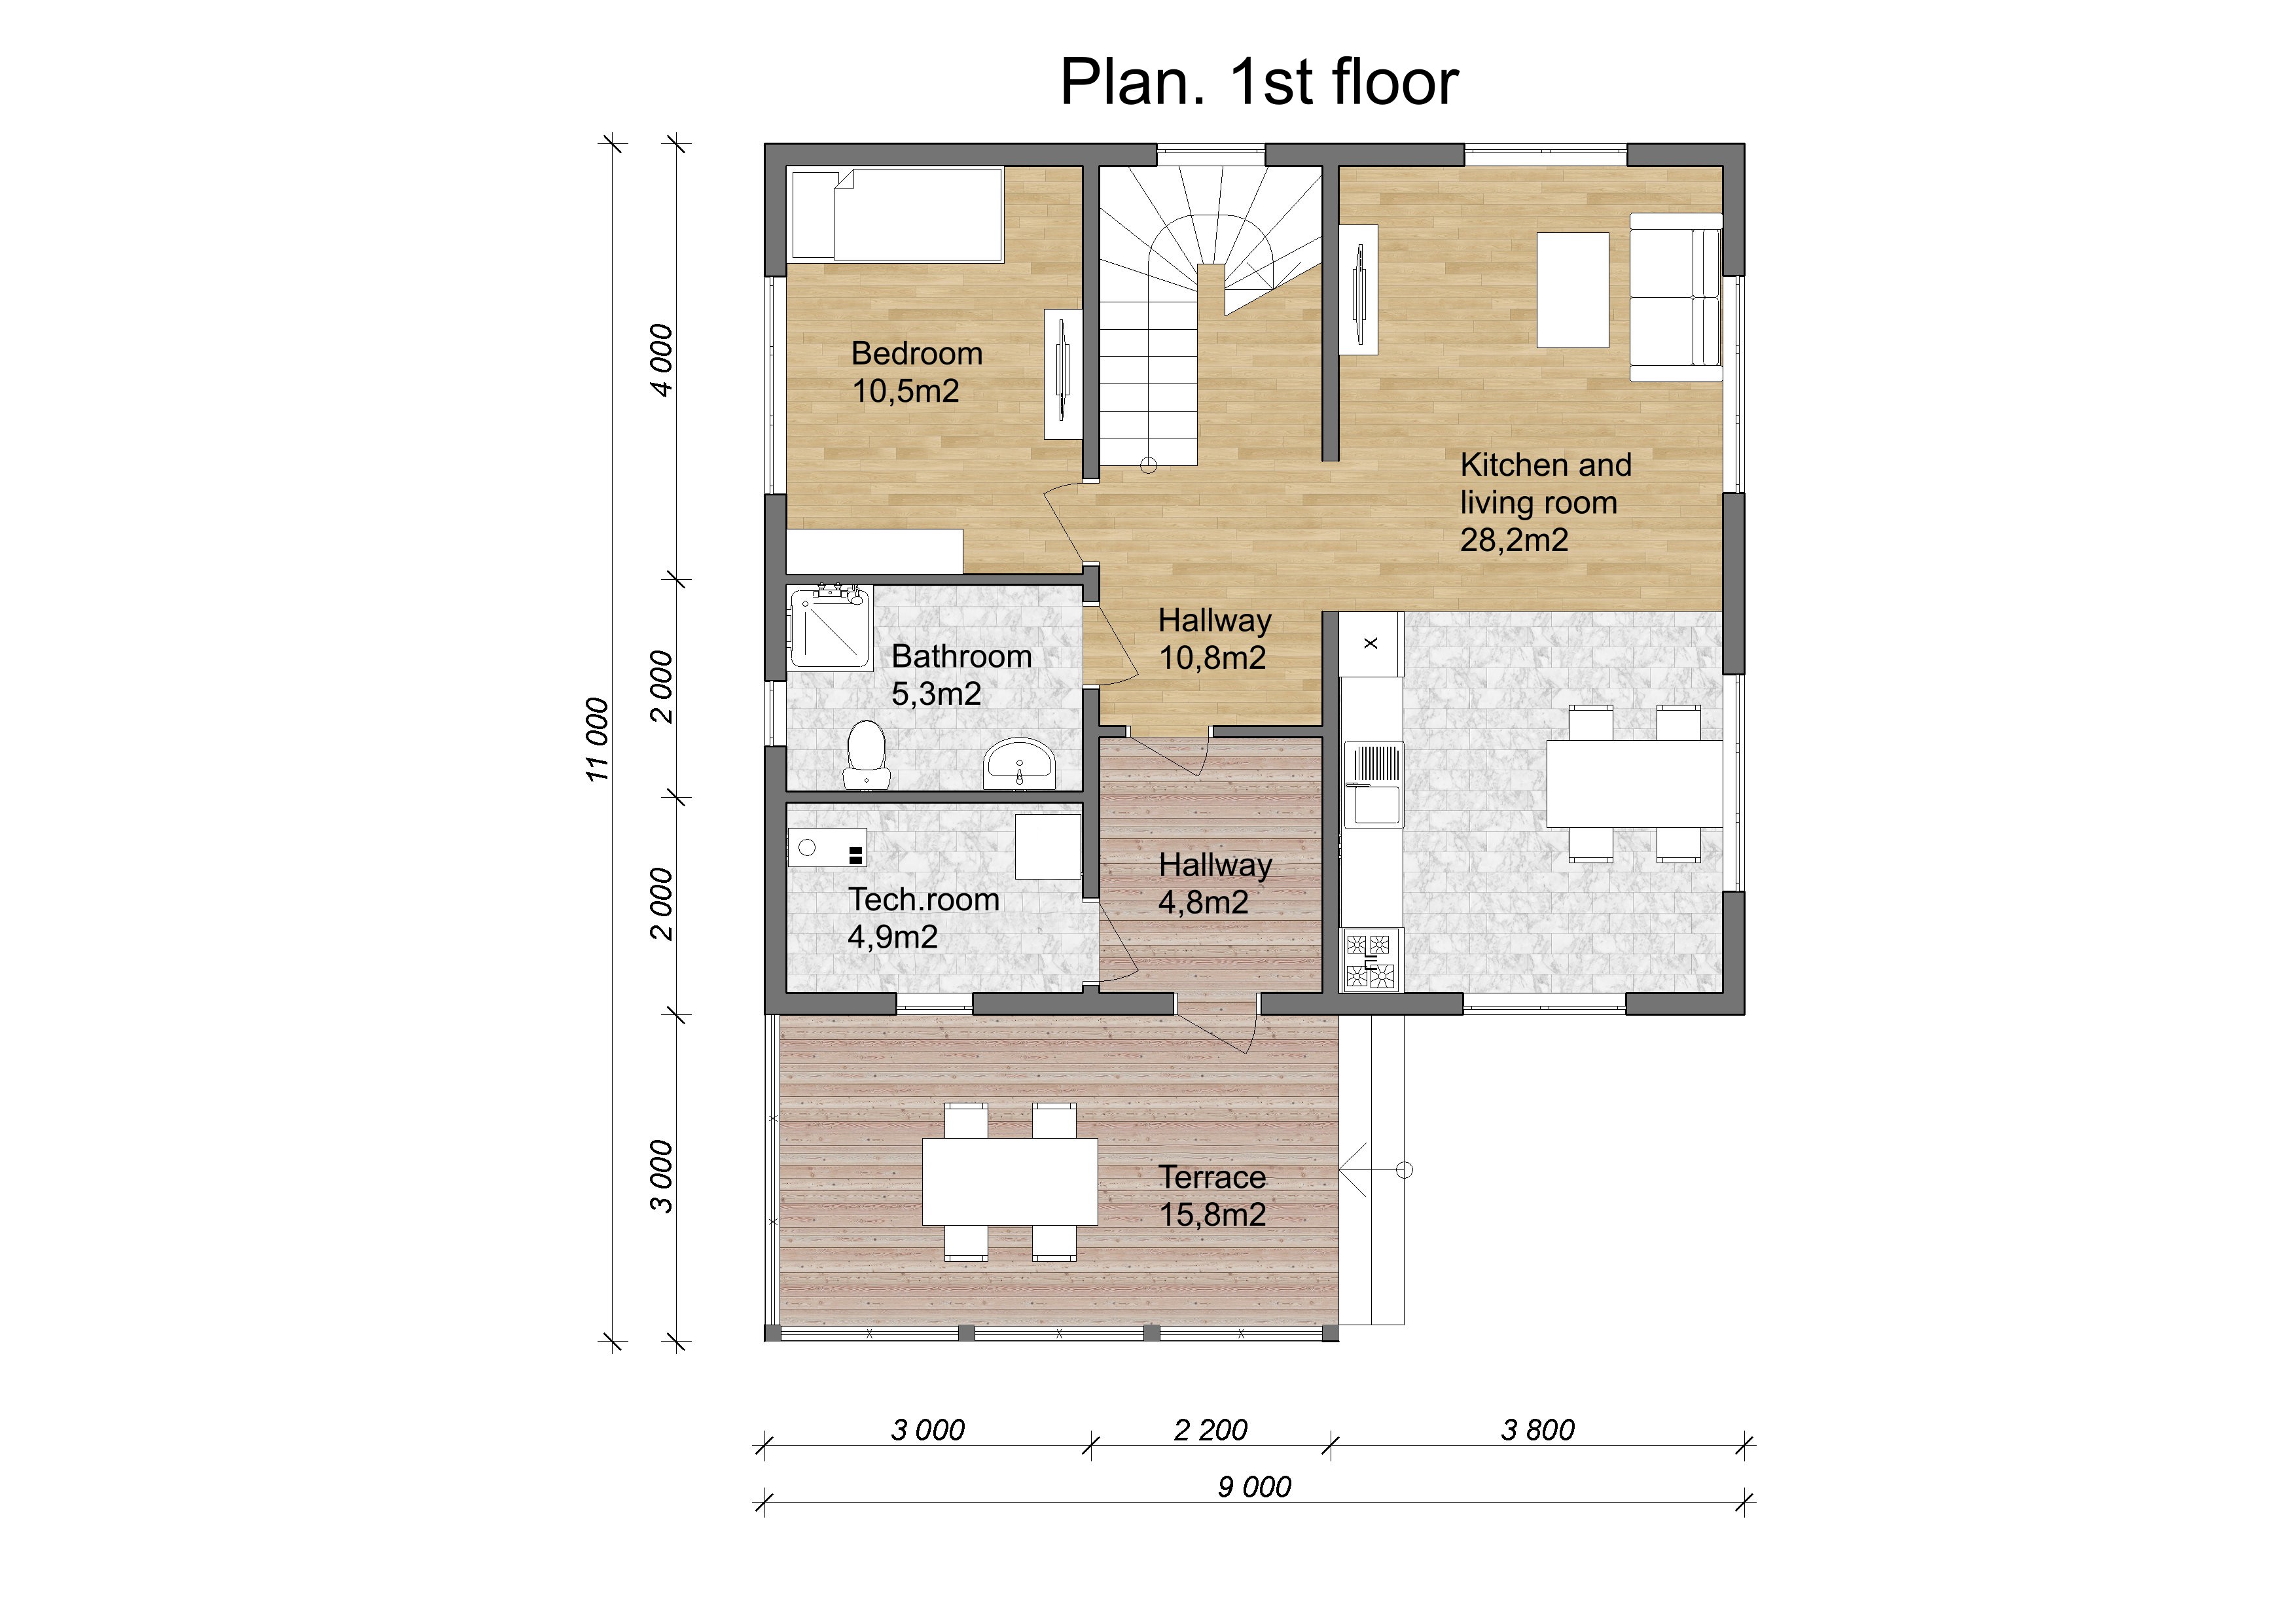 Plan. 1st floor
4 000
2 000
11 000
2 000
3 000
Bedroom
10,5m2
Kitchen and
living room
28,2m2
Hallway
10,8m2
Bathroom
5,3m2
X
Hallway
4,8m2
Tech.room
4,9m2
Terrace
15,8m2
3 000
2 200
3 800
9 000